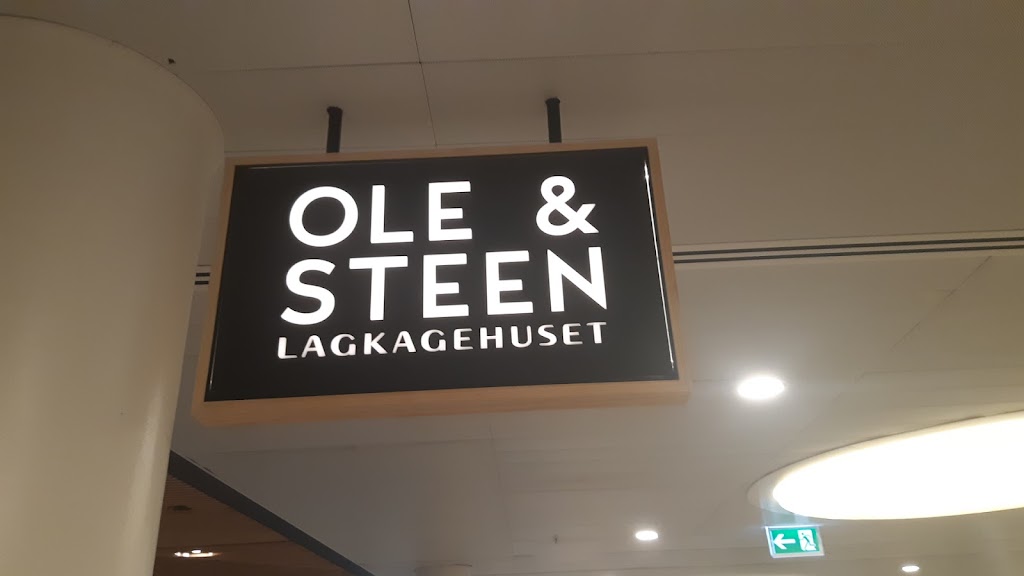 OLE &
STEEN
LAGKAGEHUSET